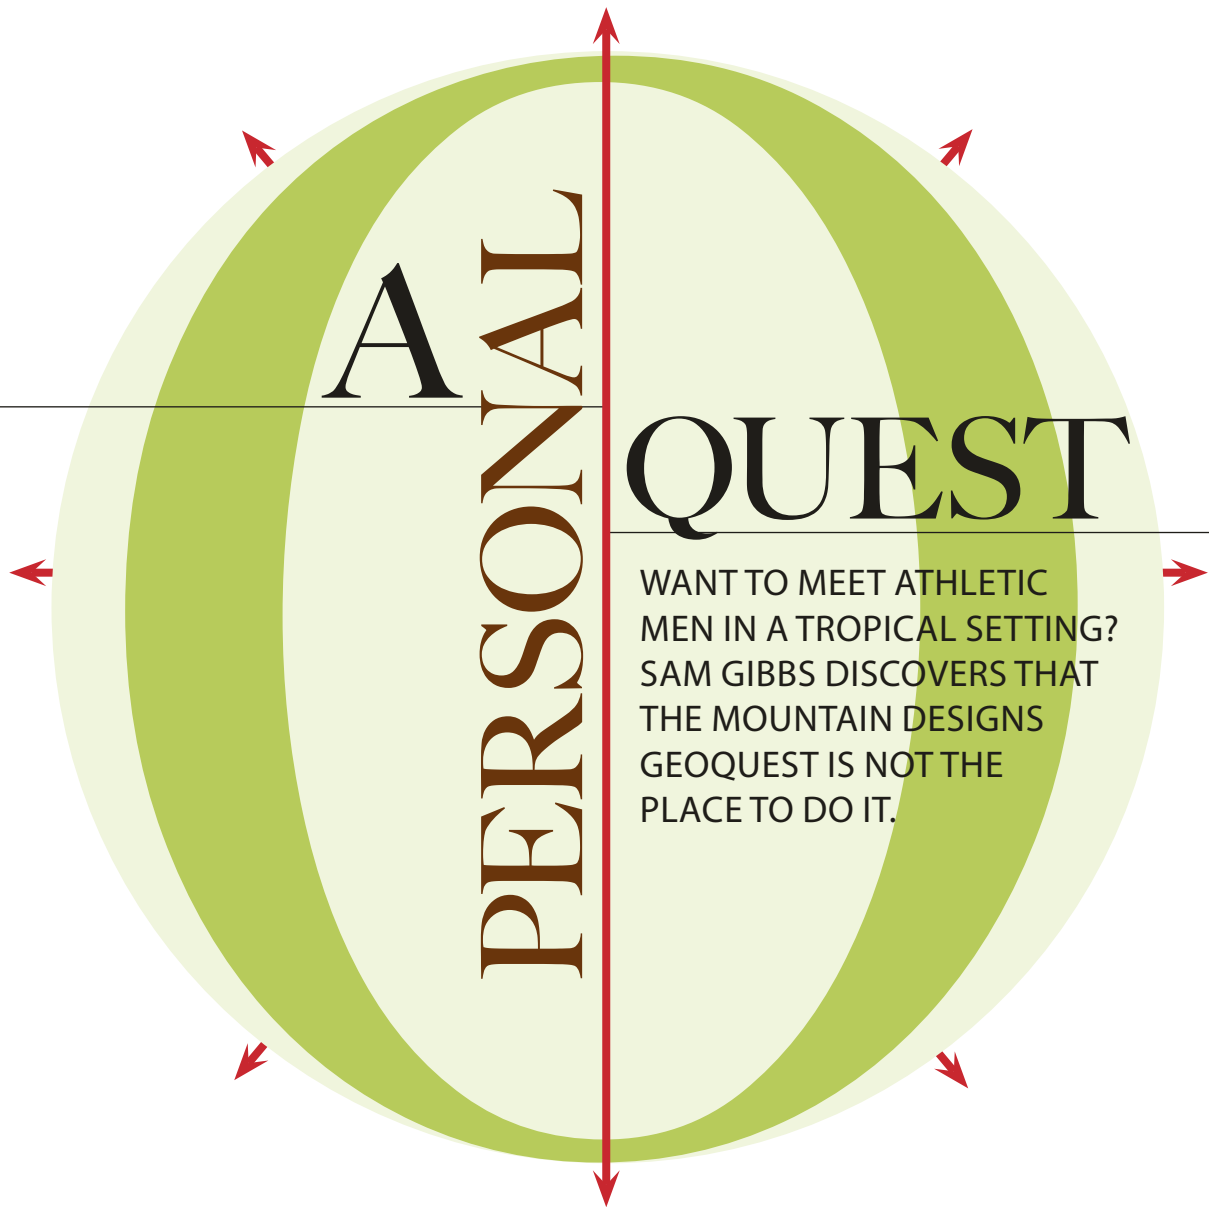 A
PERSONAL
QUEST
WANT TO MEET ATHLETIC
MEN IN A TROPICAL SETTING?
SAM GIBBS DISCOVERS THAT
THE MOUNTAIN DESIGNS
GEOQUEST IS NOT THE
PLACE TO DO IT.